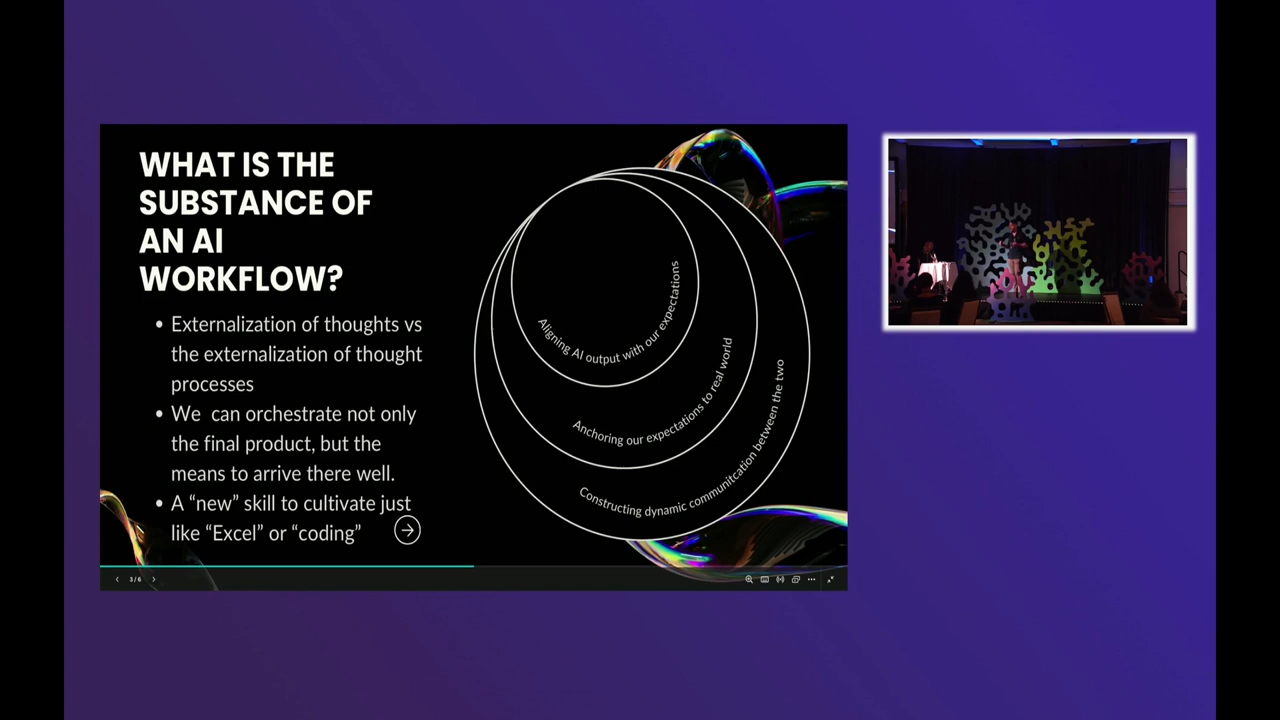 WHAT IS THE
SUBSTANCE OF
AN AI
WORKFLOW?
• Externalization of thoughts vs
the externalization of thought
processes
• We can orchestrate not only
the final product, but the
means to arrive there well.
• A “new” skill to cultivate just
like “Excel” or “coding”
Aligning AI output with our expectations
Anchoring our expectations to real world
Constructing dynamic communitcation between the two
3/6